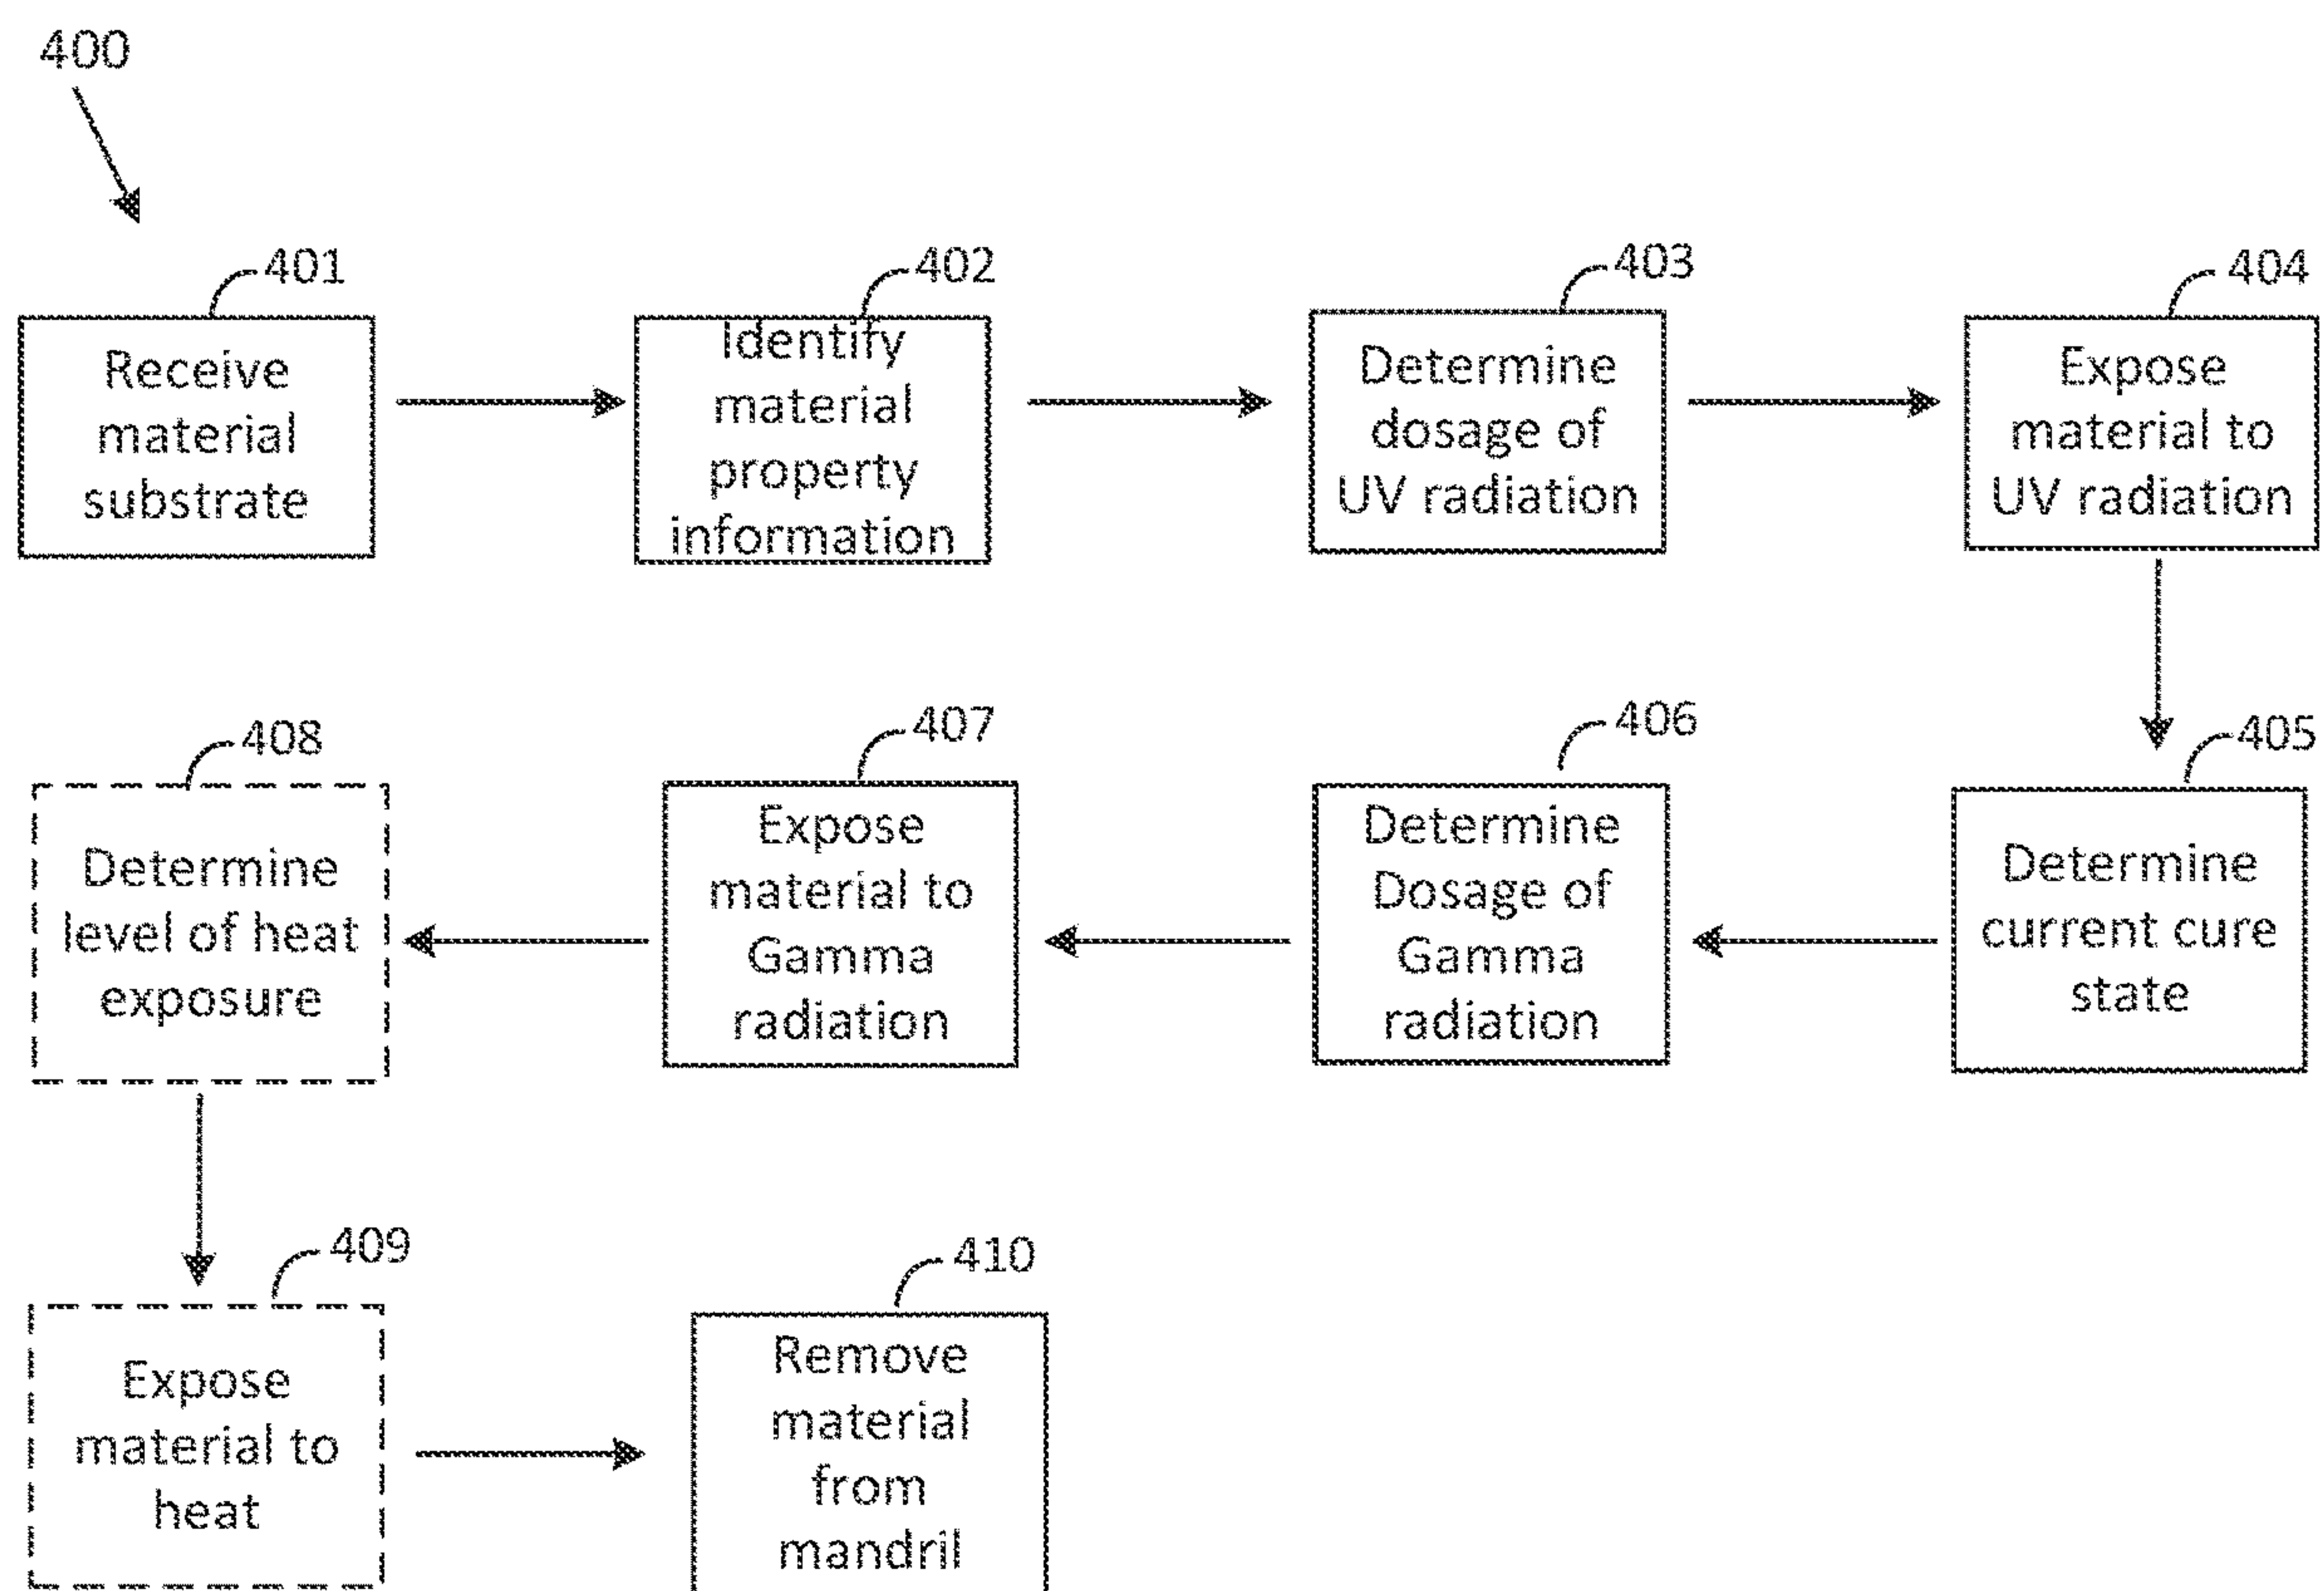 400
401
Receive
material
substrate
402
Identify
material
property
information
403
Determine
dosage of
UV radiation
404
Expose
material to
UV radiation
405
Determine
current cure
state
406
Determine
Dosage of
Gamma
radiation
407
Expose
material to
Gamma
radiation
408
Determine
level of heat
exposure
409
Expose
material to
heat
410
Remove
material
from
mandril